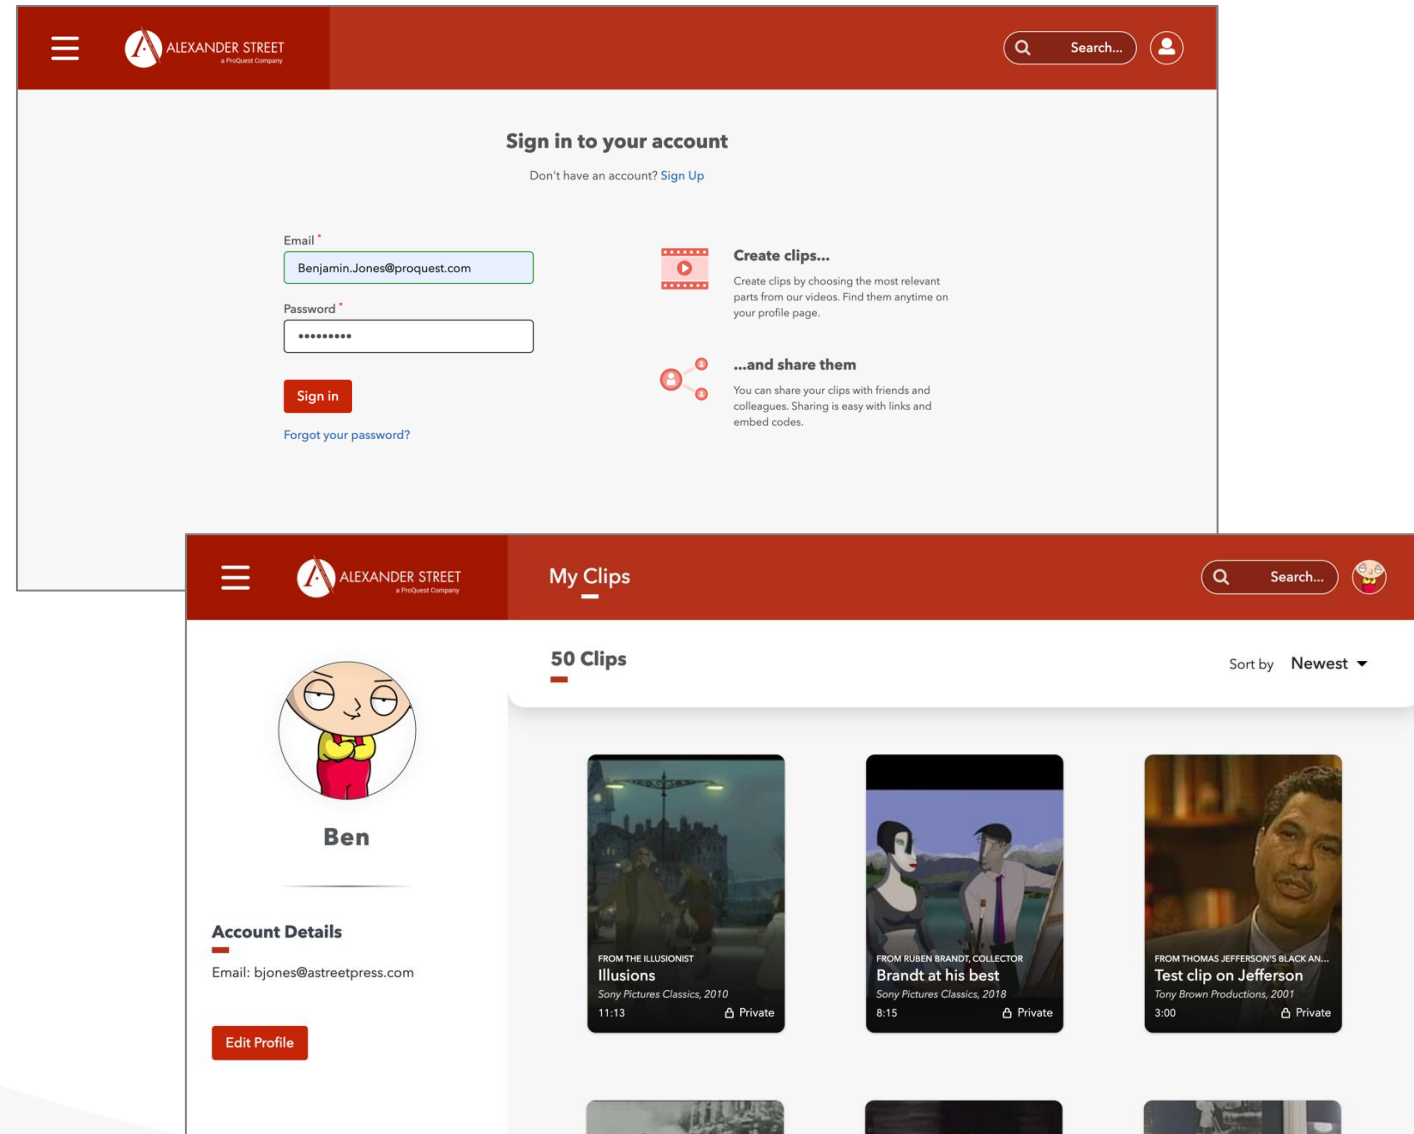 ALEXANDER STREET
a ProQuest Company
Search...
Sign in to your account
Don't have an account? Sign Up
Email *
Benjamin.Jones@proquest.com
Password *
•••••••••
Sign in
Forgot your password?
Create clips...
Create clips by choosing the most relevant
parts from our videos. Find them anytime on
your profile page.
...and share them
You can share your clips with friends and
colleagues. Sharing is easy with links and
embed codes.
ALEXANDER STREET
a ProQuest Company
My Clips
Search...
Ben
Account Details
Email: bjones@astreetpress.com
Edit Profile
50 Clips
Sort by Newest
FROM THE ILLUSIONIST
Illusions
Sony Pictures Classics, 2010
11:13 Private
FROM RUBEN BRANDT, COLLECTOR
Brandt at his best
Sony Pictures Classics, 2018
8:15 Private
FROM THOMAS JEFFERSON'S BLACK AN...
Test clip on Jefferson
Tony Brown Productions, 2001
3:00 Private